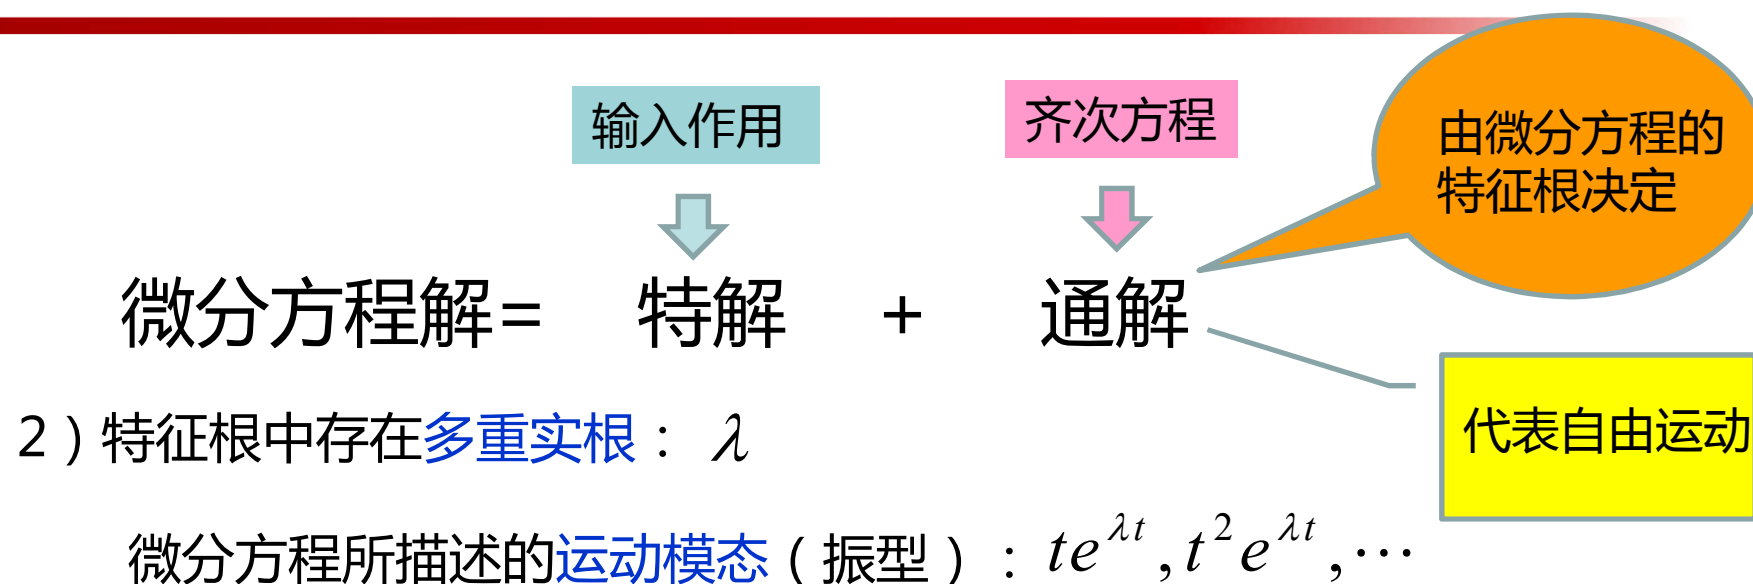 输入作用
齐次方程
由微分方程的
特征根决定
微分方程解= 特解 + 通解
2）特征根中存在多重实根： λ
代表自由运动
微分方程所描述的运动模态（振型）： te^{λt}, t^2 e^{λt}, ⋯